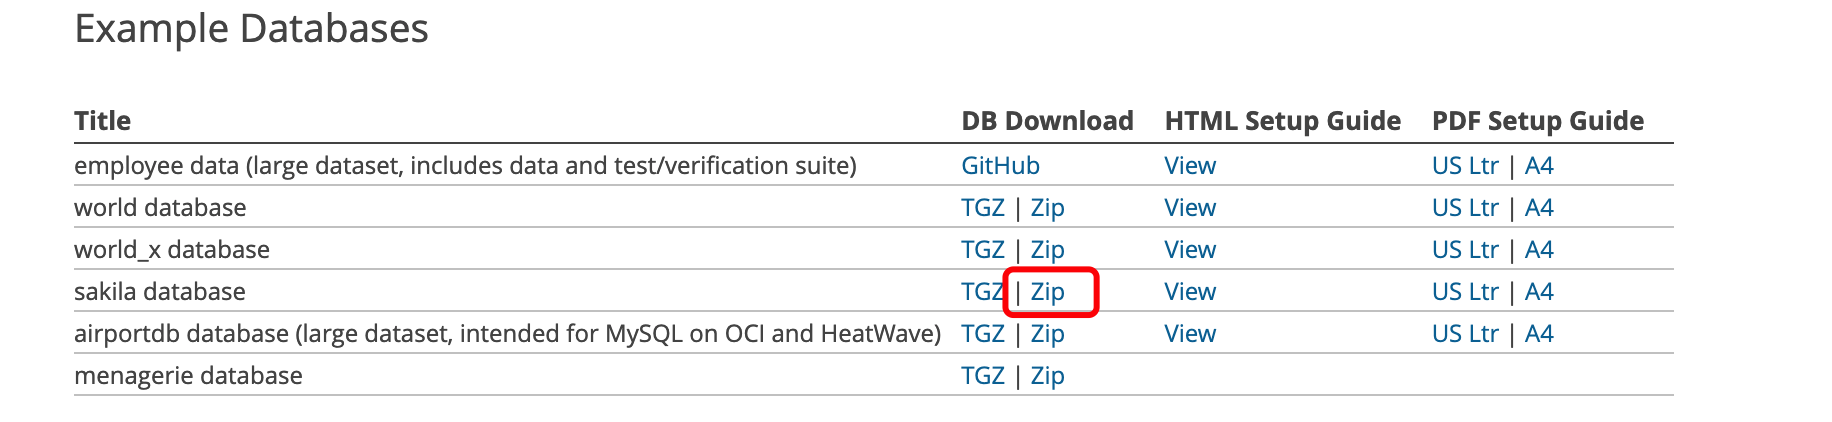 Example Databases
Title DB Download HTML Setup Guide PDF Setup Guide
employee data (large dataset, includes data and test/verification suite) GitHub View US Ltr | A4
world database TGZ | Zip View US Ltr | A4
world_x database TGZ | Zip View US Ltr | A4
sakila database TGZ | Zip View US Ltr | A4
airportdb database (large dataset, intended for MySQL on OCI and HeatWave) TGZ | Zip View US Ltr | A4
menagerie database TGZ | Zip